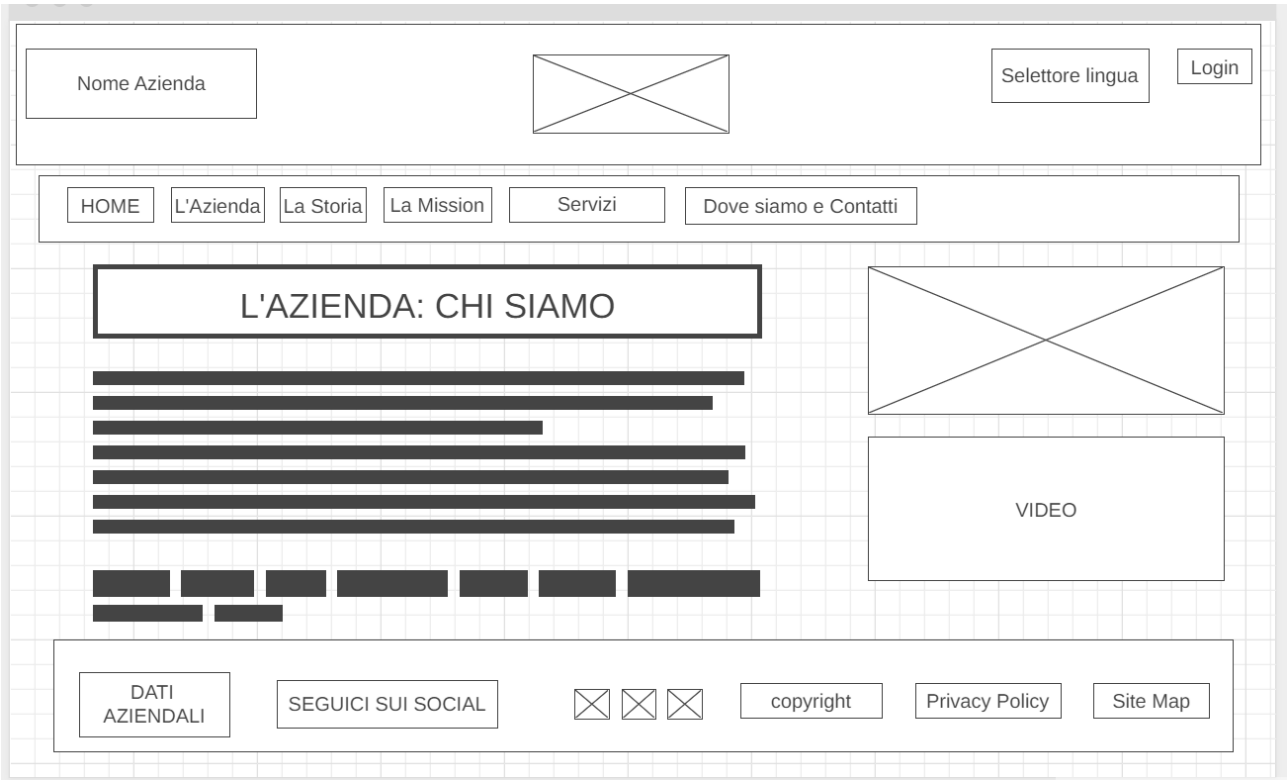 Nome Azienda
Selettore lingua
Login
HOME
L'Azienda
La Storia
La Mission
Servizi
Dove siamo e Contatti
L'AZIENDA: CHI SIAMO
VIDEO
DATI
AZIENDALI
SEGUICI SUI SOCIAL
copyright
Privacy Policy
Site Map